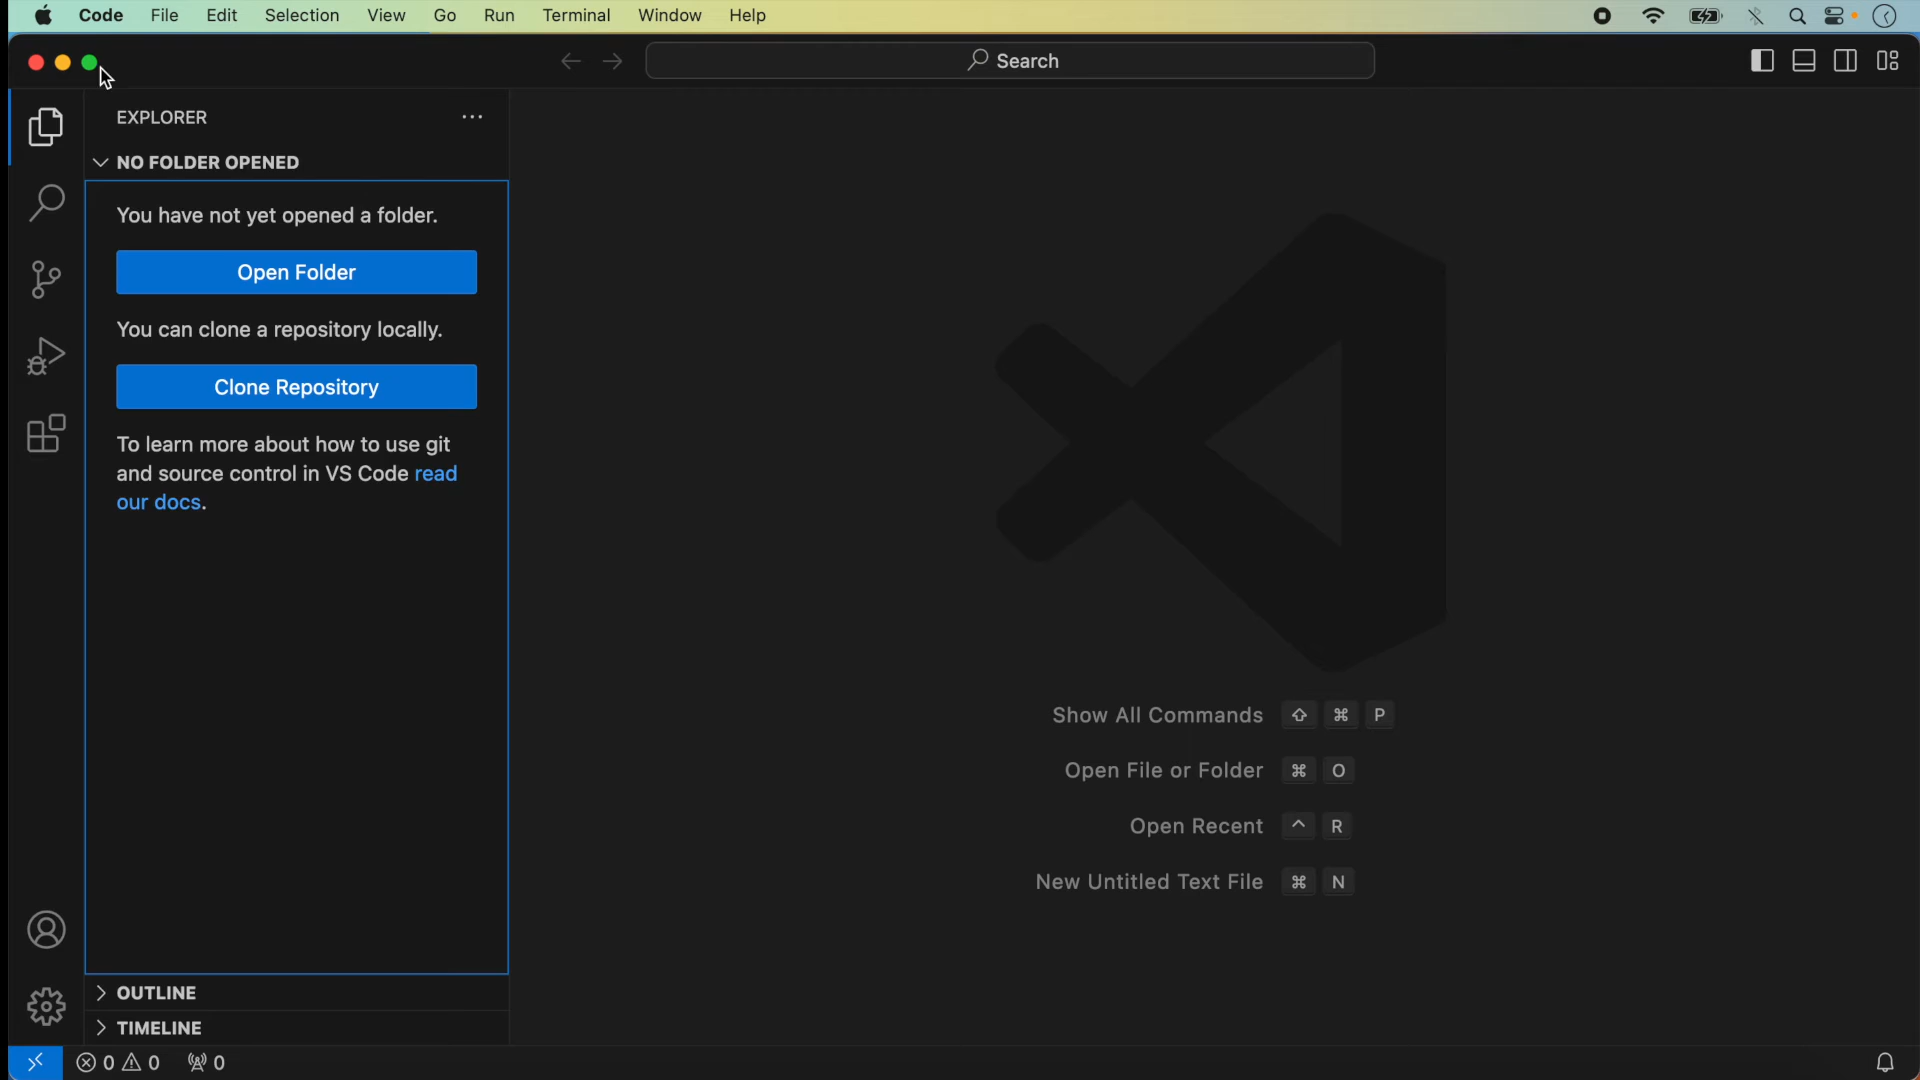 Code File Edit Selection View Go Run Terminal Window Help
Search
EXPLORER
NO FOLDER OPENED
You have not yet opened a folder.
Open Folder
You can clone a repository locally.
Clone Repository
To learn more about how to use git
and source control in VS Code read
our docs.
Show All Commands ⇧ ⌘ P
Open File or Folder ⌘ O
Open Recent ^ R
New Untitled Text File ⌘ N
OUTLINE
TIMELINE
0 0 0